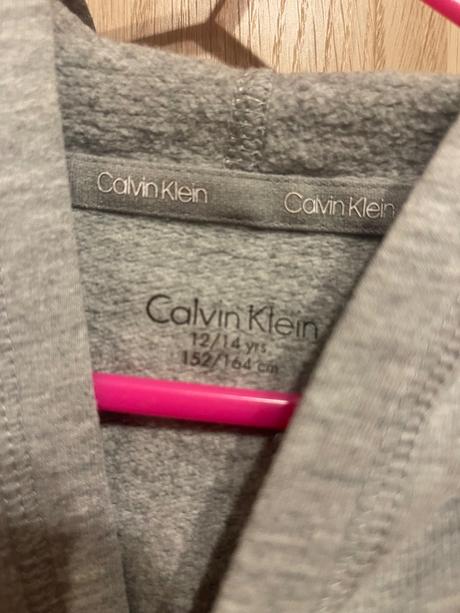 Calvin Klein Calvin Klein
Calvin Klein
12/14 yrs
152/164 cm